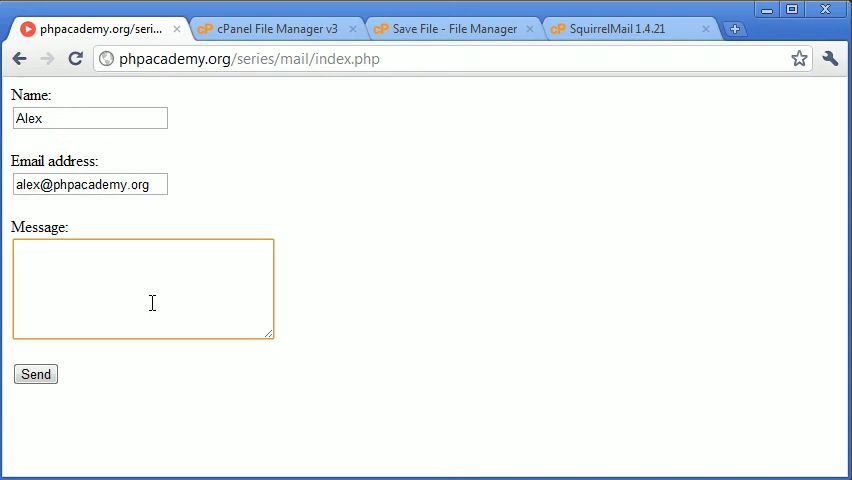 phpacademy.org/seri...
cPanel File Manager v3
Save File - File Manager
SquirrelMail 1.4.21
phpacademy.org/series/mail/index.php
Name:
Alex
Email address:
alex@phpacademy.org
Message:
Send